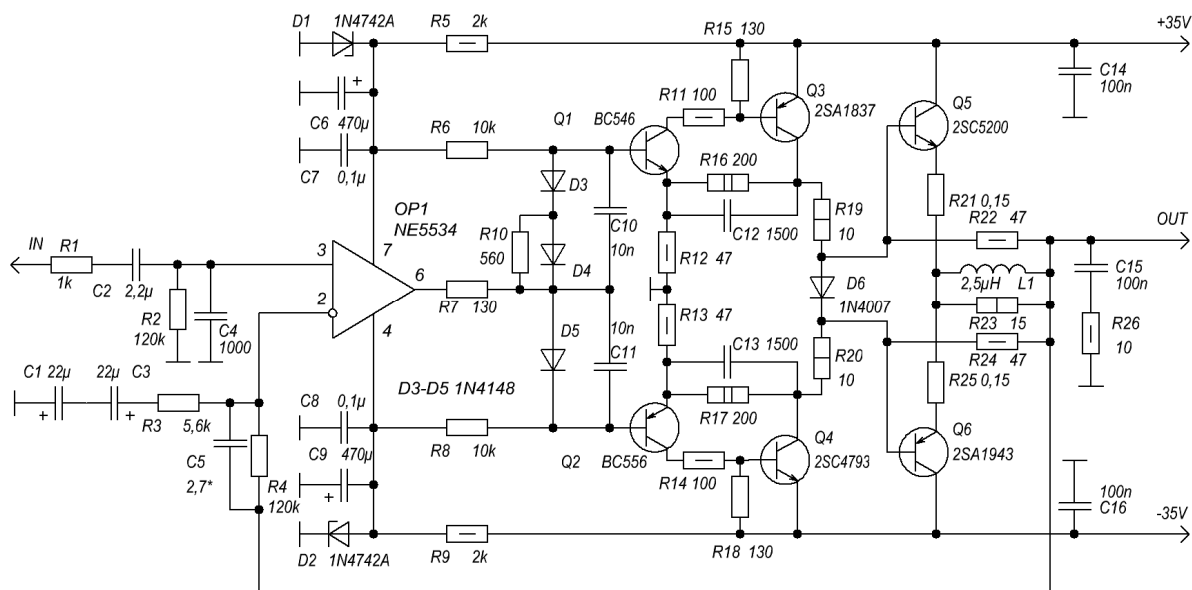 D1 1N4742A R5 2k R15 130 +35V
C6 470µ +
R11 100 Q3 2SA1837
C14 100n
R6 10k Q1 BC546
Q5 2SC5200
C7 0,1µ
R16 200
D3
R21 0,15
OP1 NE5534
R10 560
C10 10n
C12 1500
R19 10
R22 47
IN R1 1k
C2 2,2µ
3 7 2 6 4
D4
R12 47
OUT
R7 130
D6 1N4007
2,5µH L1
C15 100n
R2 120k
C4 1000
D5
10n C11
R13 47
R23 15
R26 10
C13 1500
R20 10
R24 47
C1 22µ 22µ C3
+ +
R3 5,6k
D3-D5 1N4148
R25 0,15
C8 0,1µ
R17 200
C5 2,7*
R4 120k
C9 470µ +
R8 10k
Q2 BC556
Q4 2SC4793
Q6 2SA1943
R14 100
100n C16
D2 1N4742A R9 2k R18 130 -35V